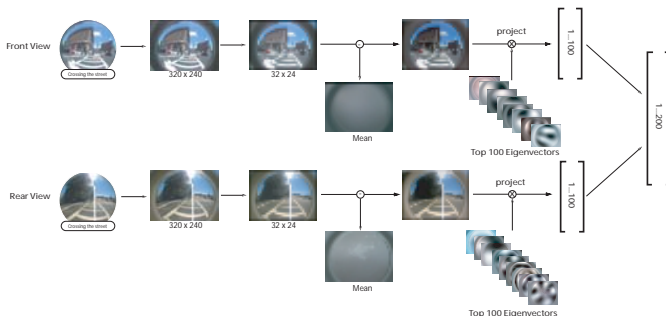 project
Front View
1...100
Crossing the street
320 x 240
32 x 24
1...200
Mean
Top 100 Eigenvectors
project
Rear View
1...100
Crossing the street
320 x 240
32 x 24
Mean
Top 100 Eigenvectors